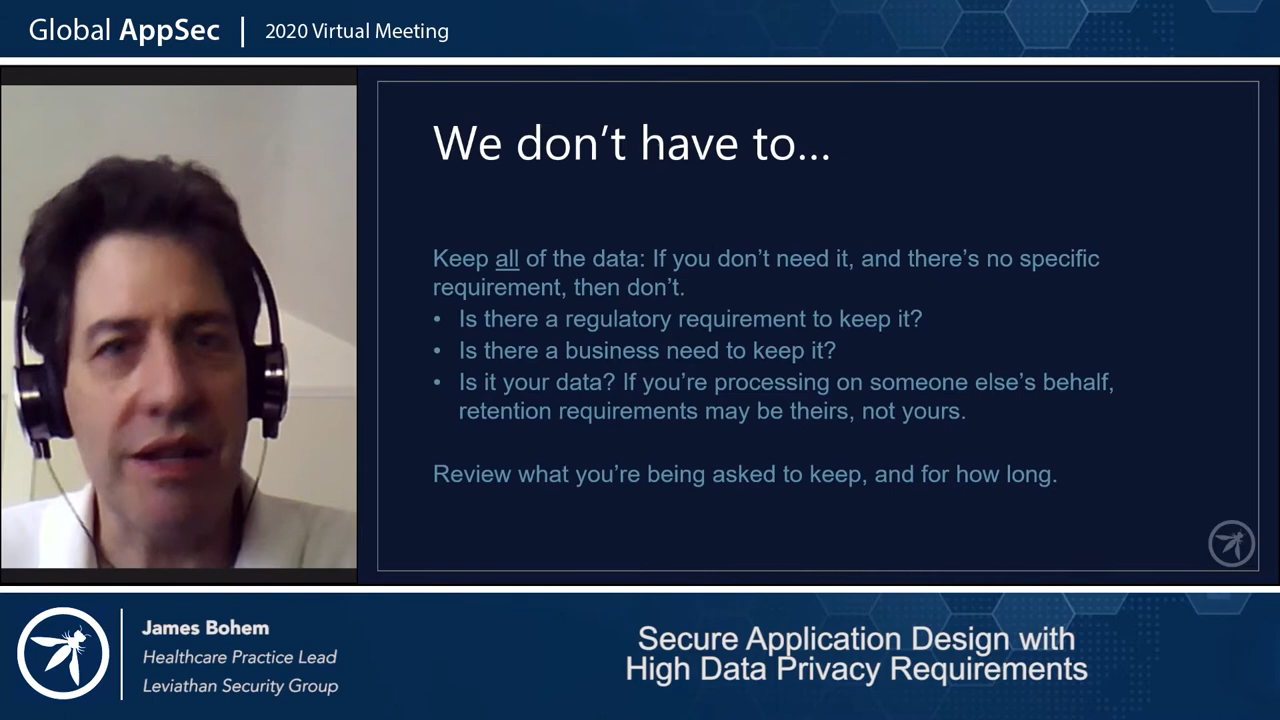 Global AppSec | 2020 Virtual Meeting
We don’t have to...
Keep all of the data: If you don’t need it, and there’s no specific
requirement, then don’t.
• Is there a regulatory requirement to keep it?
• Is there a business need to keep it?
• Is it your data? If you’re processing on someone else’s behalf,
retention requirements may be theirs, not yours.
Review what you’re being asked to keep, and for how long.
James Bohem
Healthcare Practice Lead
Leviathan Security Group
Secure Application Design with
High Data Privacy Requirements